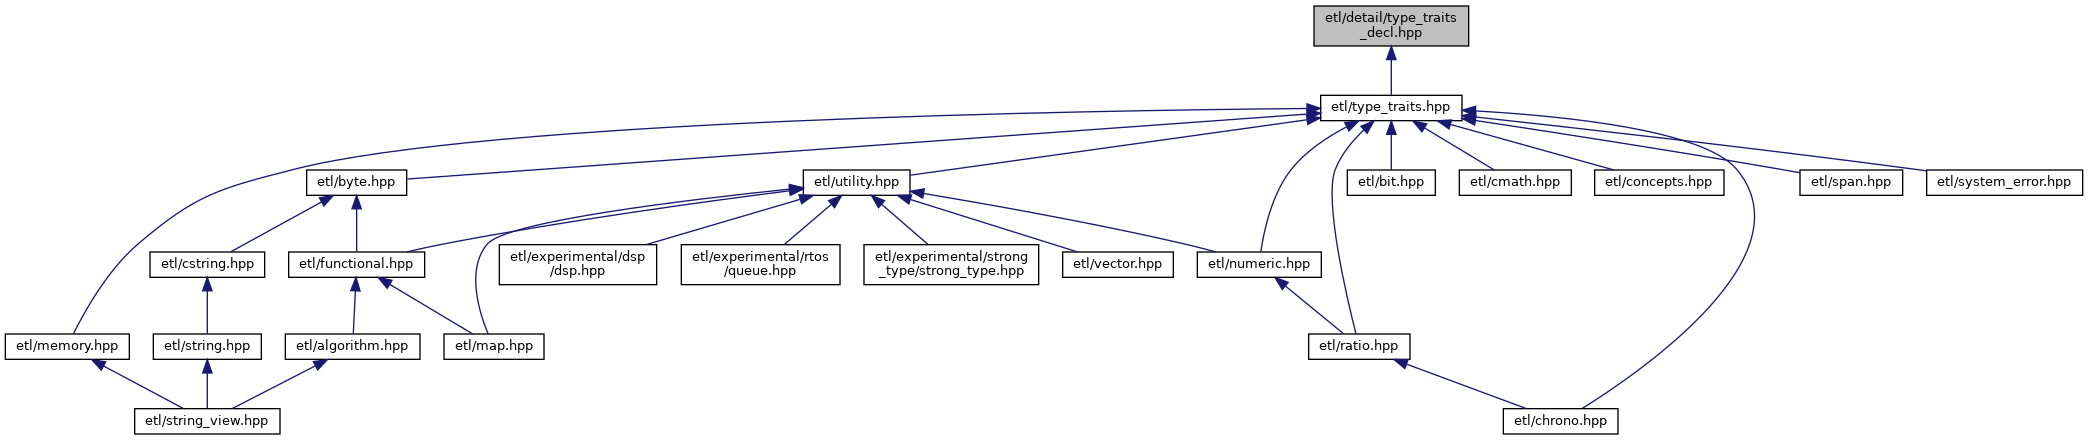 etl/detail/type_traits
_decl.hpp
etl/type_traits.hpp
etl/byte.hpp
etl/utility.hpp
etl/bit.hpp
etl/cmath.hpp
etl/concepts.hpp
etl/span.hpp
etl/system_error.hpp
etl/cstring.hpp
etl/functional.hpp
etl/experimental/dsp
/dsp.hpp
etl/experimental/rtos
/queue.hpp
etl/experimental/strong
_type/strong_type.hpp
etl/vector.hpp
etl/numeric.hpp
etl/memory.hpp
etl/string.hpp
etl/algorithm.hpp
etl/map.hpp
etl/ratio.hpp
etl/string_view.hpp
etl/chrono.hpp